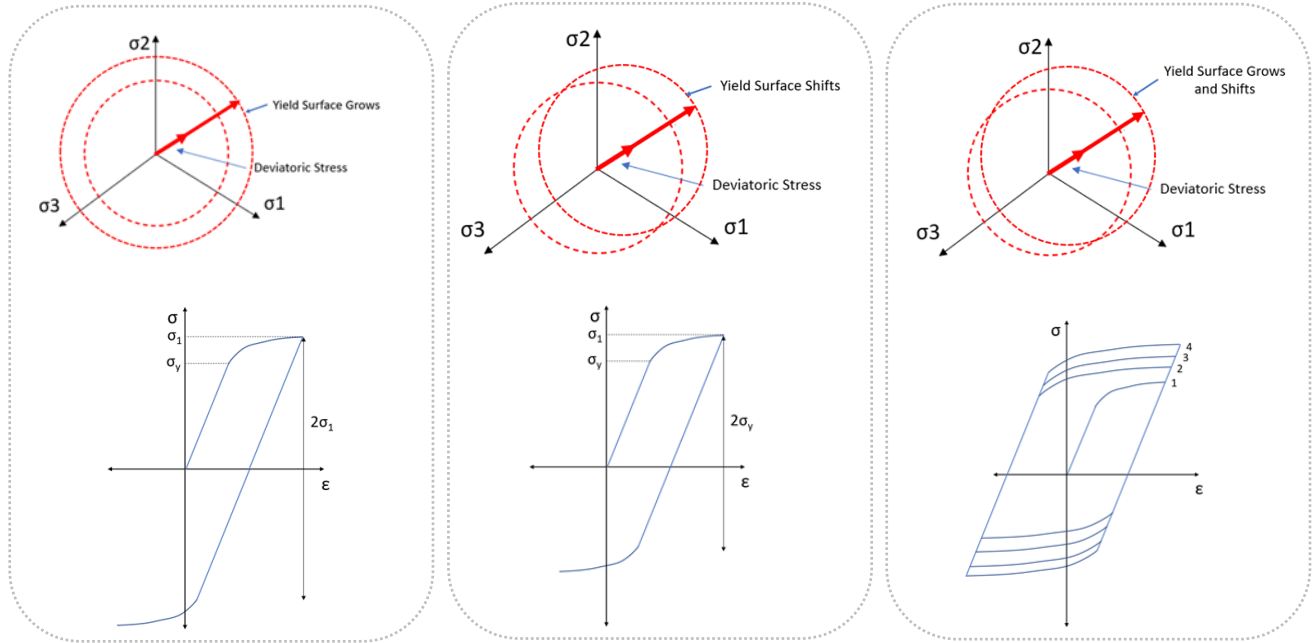 σ2
Yield Surface Grows
Deviatoric Stress
σ3
σ1
σ
σ1
σy
2σ1
ε
σ2
Yield Surface Shifts
Deviatoric Stress
σ3
σ1
σ
σ1
σy
2σy
ε
σ2
Yield Surface Grows
and Shifts
Deviatoric Stress
σ3
σ1
σ
4
3
2
1
ε